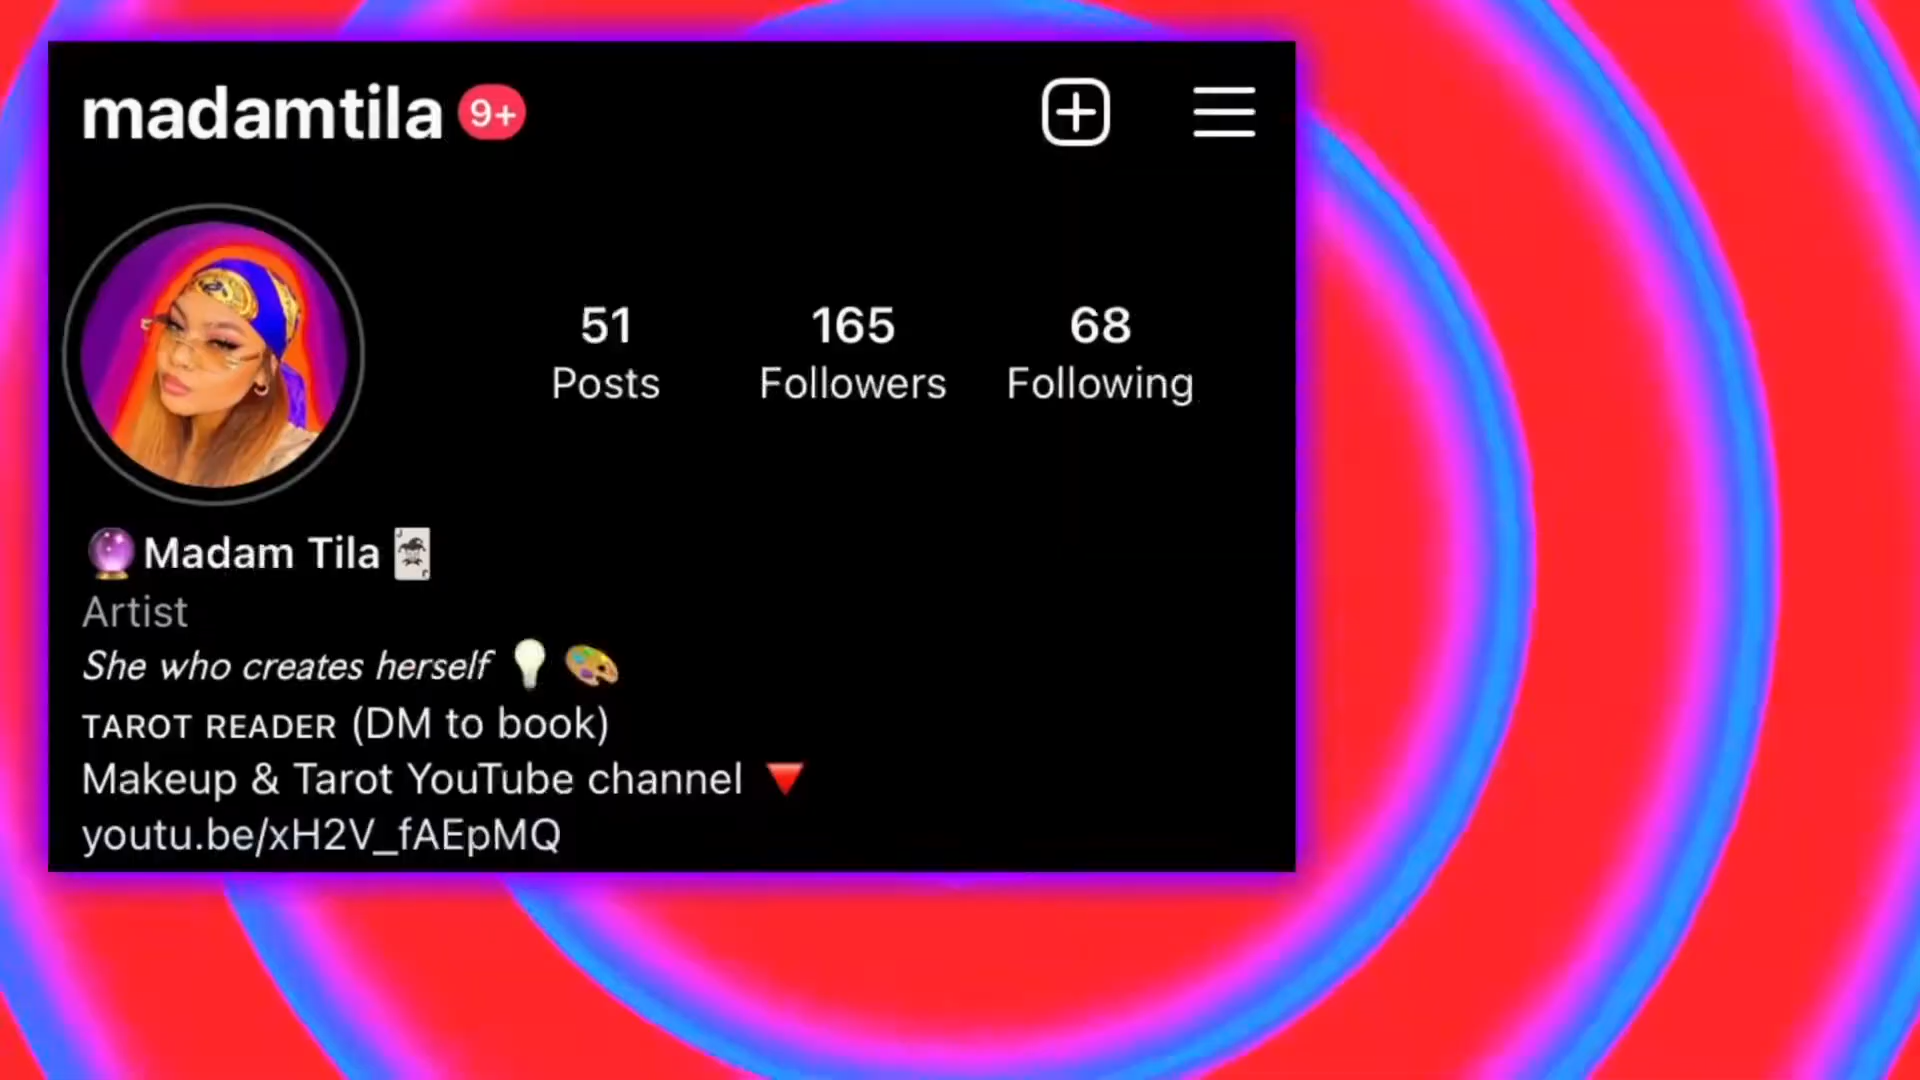 madamtila 9+
51 165 68
Posts Followers Following
🔮Madam Tila🃏
Artist
She who creates herself 💡 🎨
TAROT READER (DM to book)
Makeup & Tarot YouTube channel 🔻
youtu.be/xH2V_fAEpMQ